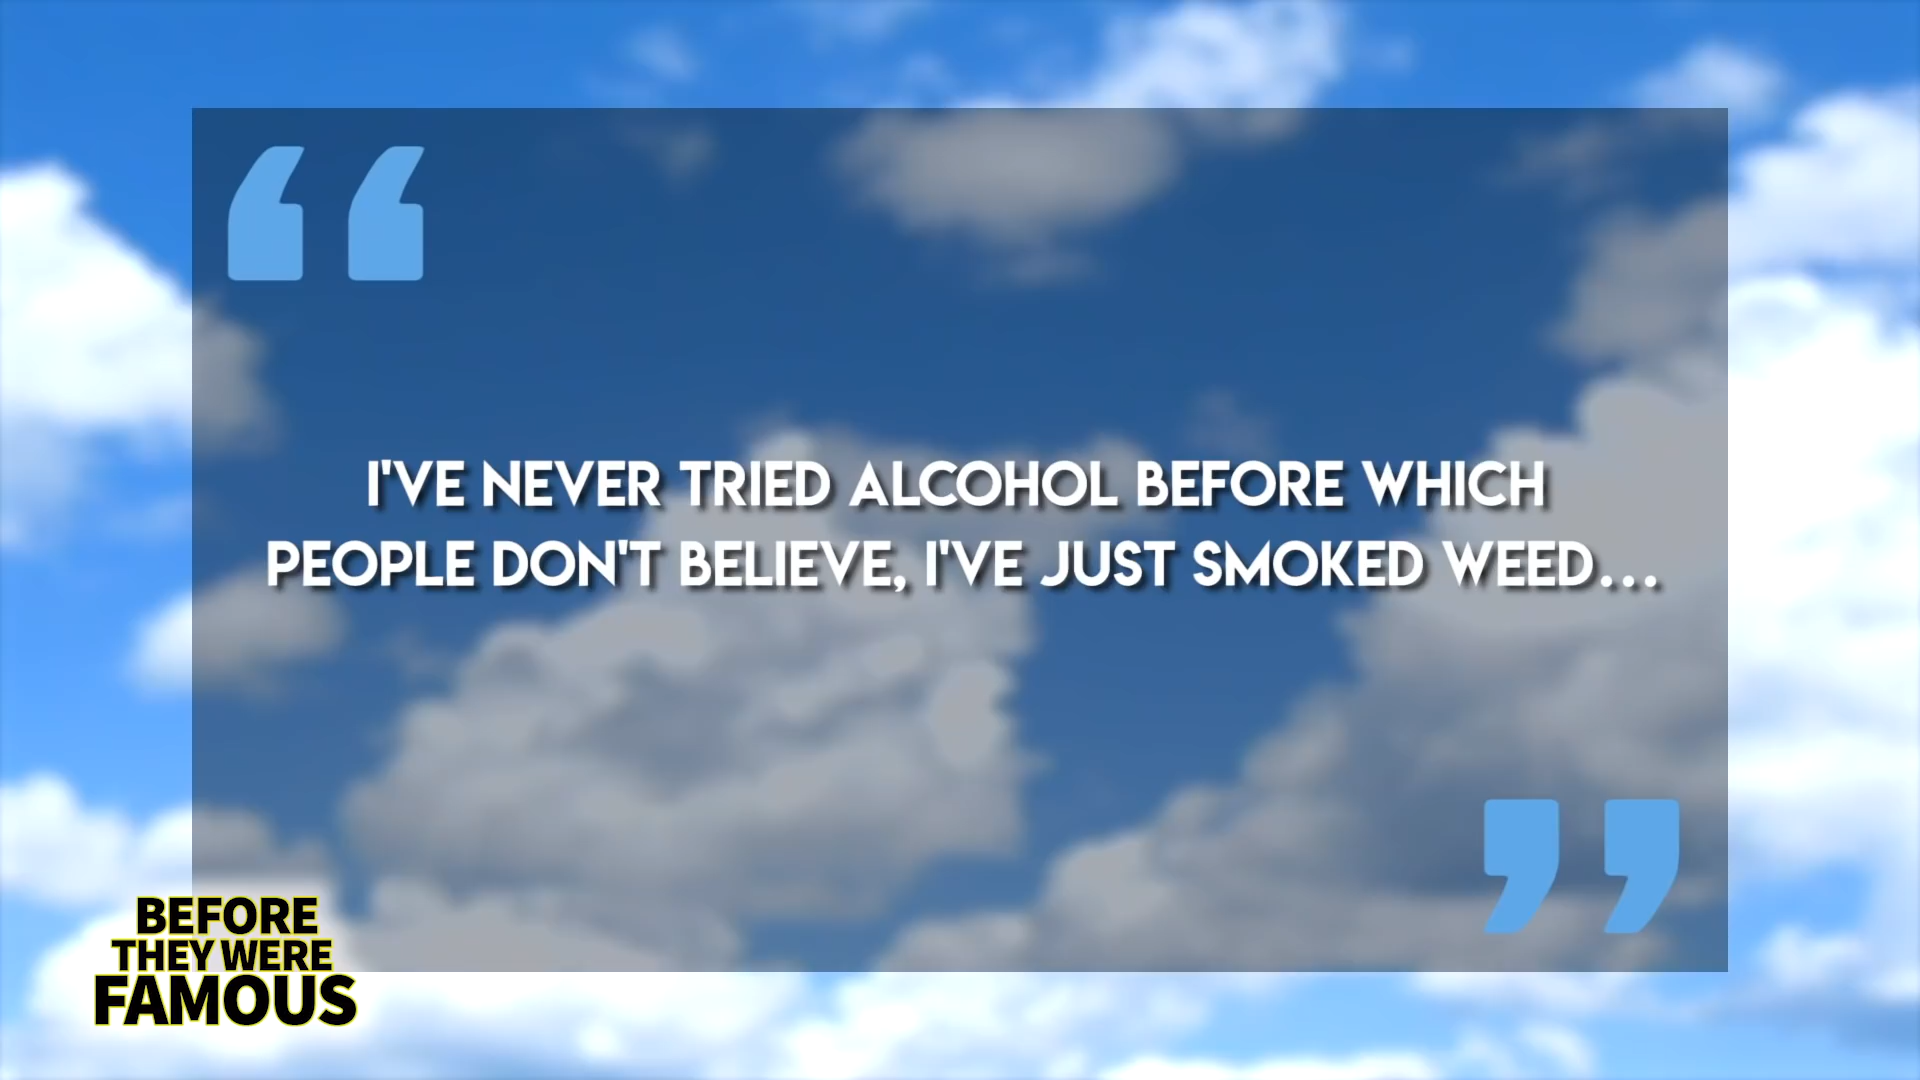 I'VE NEVER TRIED ALCOHOL BEFORE WHICH
PEOPLE DON'T BELIEVE, I'VE JUST SMOKED WEED...
BEFORE
THEY WERE
FAMOUS